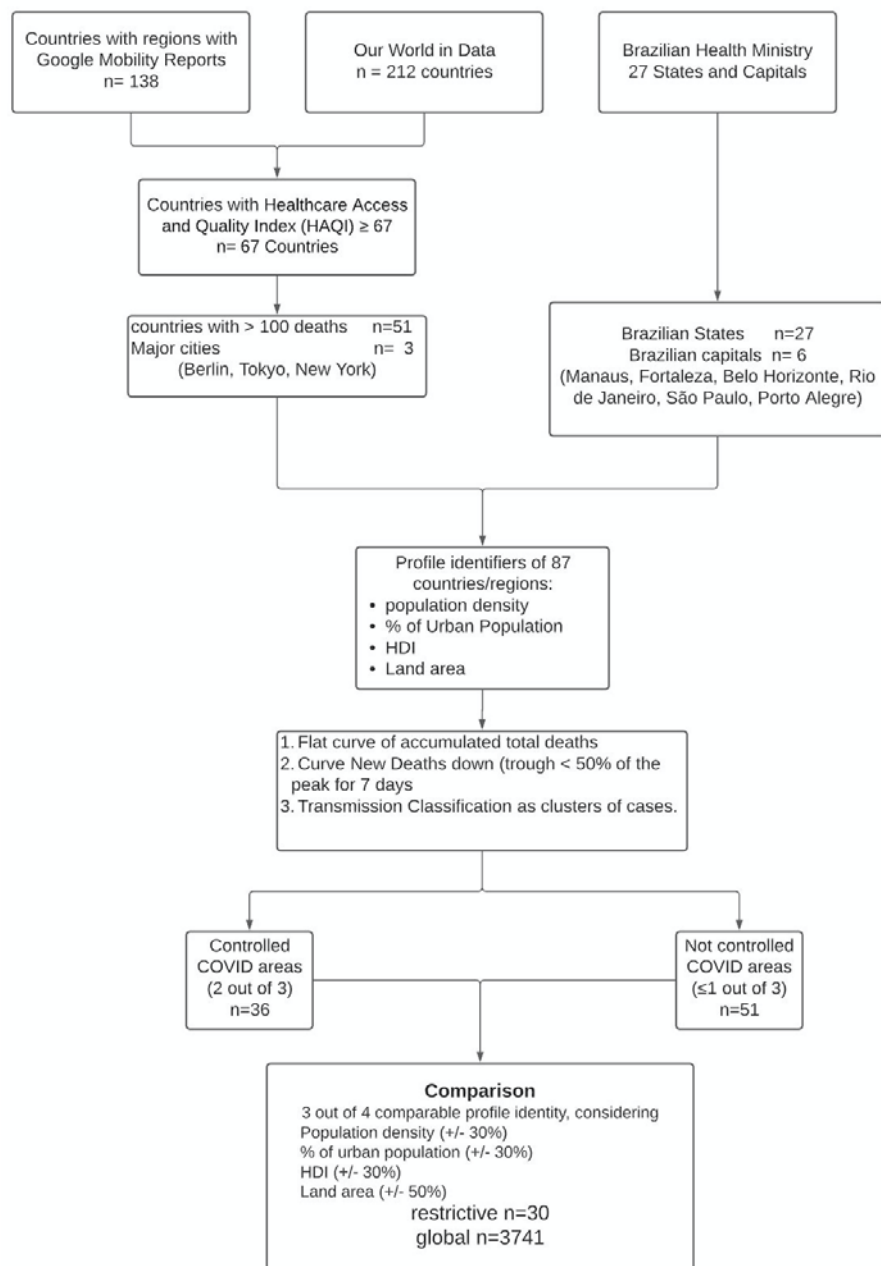 Countries with regions with
Google Mobility Reports
n= 138
Our World in Data
n = 212 countries
Brazilian Health Ministry
27 States and Capitals
Countries with Healthcare Access
and Quality Index (HAQI) ≥ 67
n= 67 Countries
countries with > 100 deaths n=51
Major cities n= 3
(Berlin, Tokyo, New York)
Brazilian States n=27
Brazilian capitals n= 6
(Manaus, Fortaleza, Belo Horizonte, Rio
de Janeiro, São Paulo, Porto Alegre)
Profile identifiers of 87
countries/regions:
• population density
• % of Urban Population
• HDI
• Land area
1. Flat curve of accumulated total deaths
2. Curve New Deaths down (trough < 50% of the
peak for 7 days
3. Transmission Classification as clusters of cases.
Controlled
COVID areas
(2 out of 3)
n=36
Not controlled
COVID areas
(≤1 out of 3)
n=51
Comparison
3 out of 4 comparable profile identity, considering
Population density (+/- 30%)
% of urban population (+/- 30%)
HDI (+/- 30%)
Land area (+/- 50%)
restrictive n=30
global n=3741